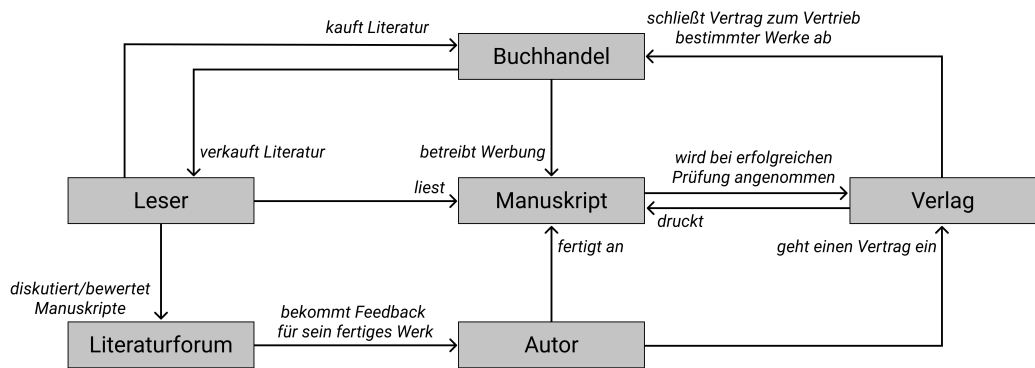 schließt Vertrag zum Vertrieb
bestimmter Werke ab
kauft Literatur
Buchhandel
verkauft Literatur
betreibt Werbung
wird bei erfolgreichen
Prüfung angenommen
liest
Leser
Manuskript
Verlag
druckt
fertigt an
geht einen Vertrag ein
diskutiert/bewertet
Manuskripte
bekommt Feedback
für sein fertiges Werk
Literaturforum
Autor